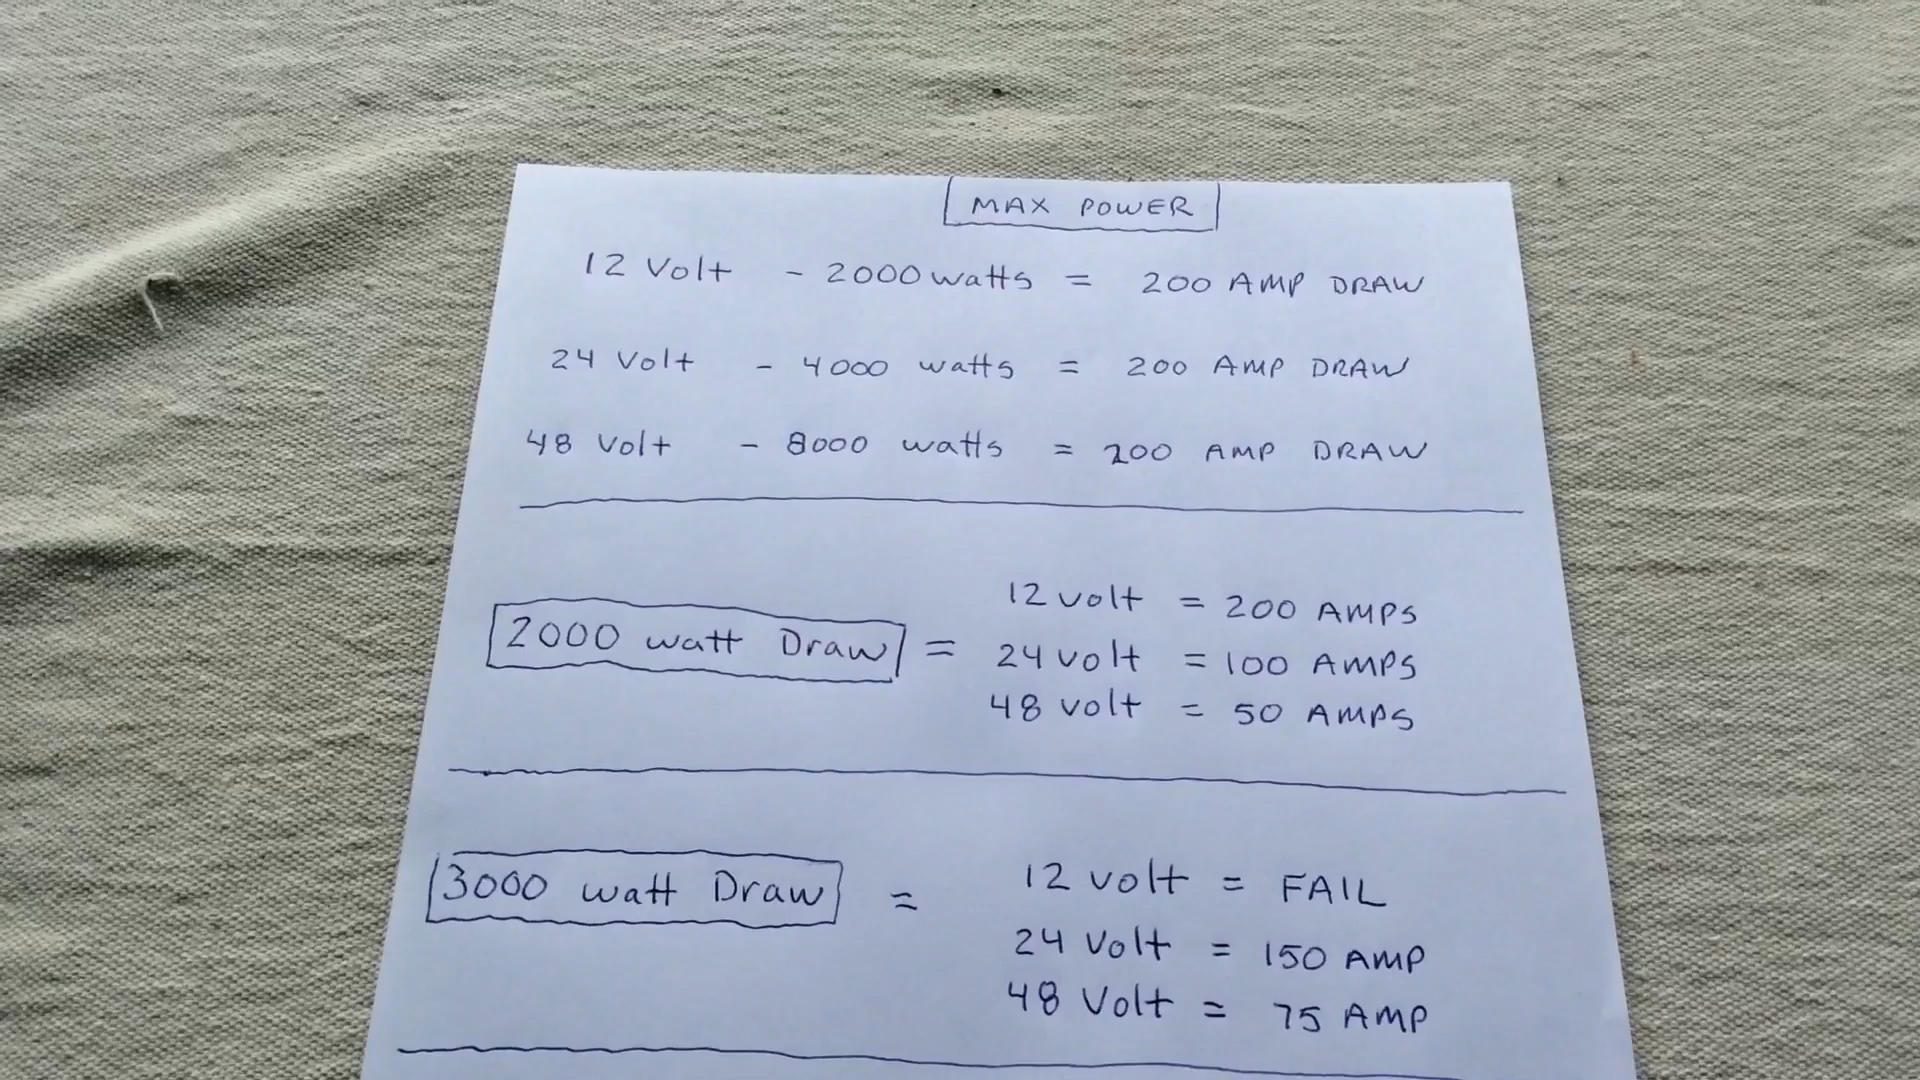 MAX POWER
12 Volt - 2000 watts = 200 AMP DRAW
24 Volt - 4000 watts = 200 AMP DRAW
48 Volt - 8000 watts = 200 AMP DRAW
12 volt = 200 AMPS
2000 watt Draw = 24 volt = 100 AMPS
48 volt = 50 AMPS
12 volt = FAIL
3000 watt Draw = 24 Volt = 150 AMP
48 Volt = 75 AMP